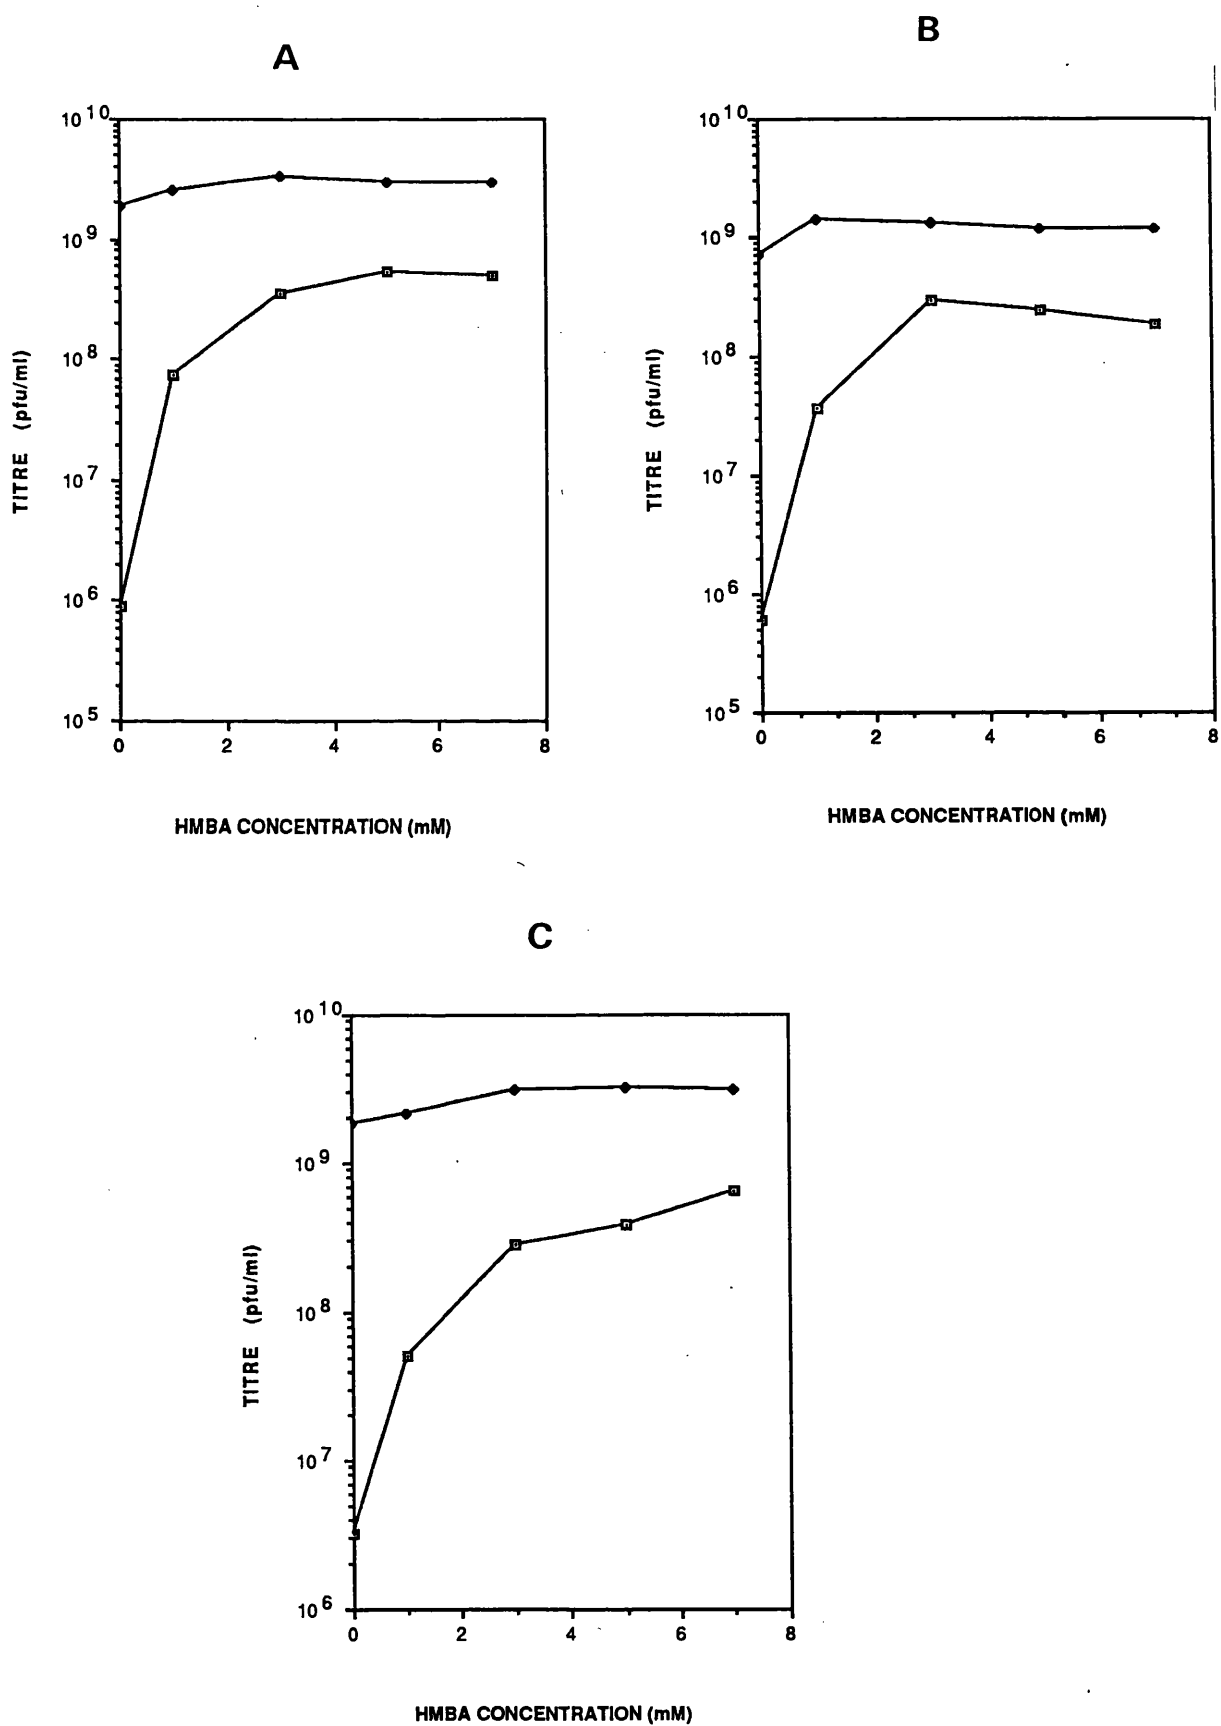 A
10^10
10^9
10^8
10^7
10^6
10^5
TITRE (pfu/ml)
0 2 4 6 8
HMBA CONCENTRATION (mM)
B
10^10
10^9
10^8
10^7
10^6
10^5
TITRE (pfu/ml)
0 2 4 6 8
HMBA CONCENTRATION (mM)
C
10^10
10^9
10^8
10^7
10^6
TITRE (pfu/ml)
0 2 4 6 8
HMBA CONCENTRATION (mM)